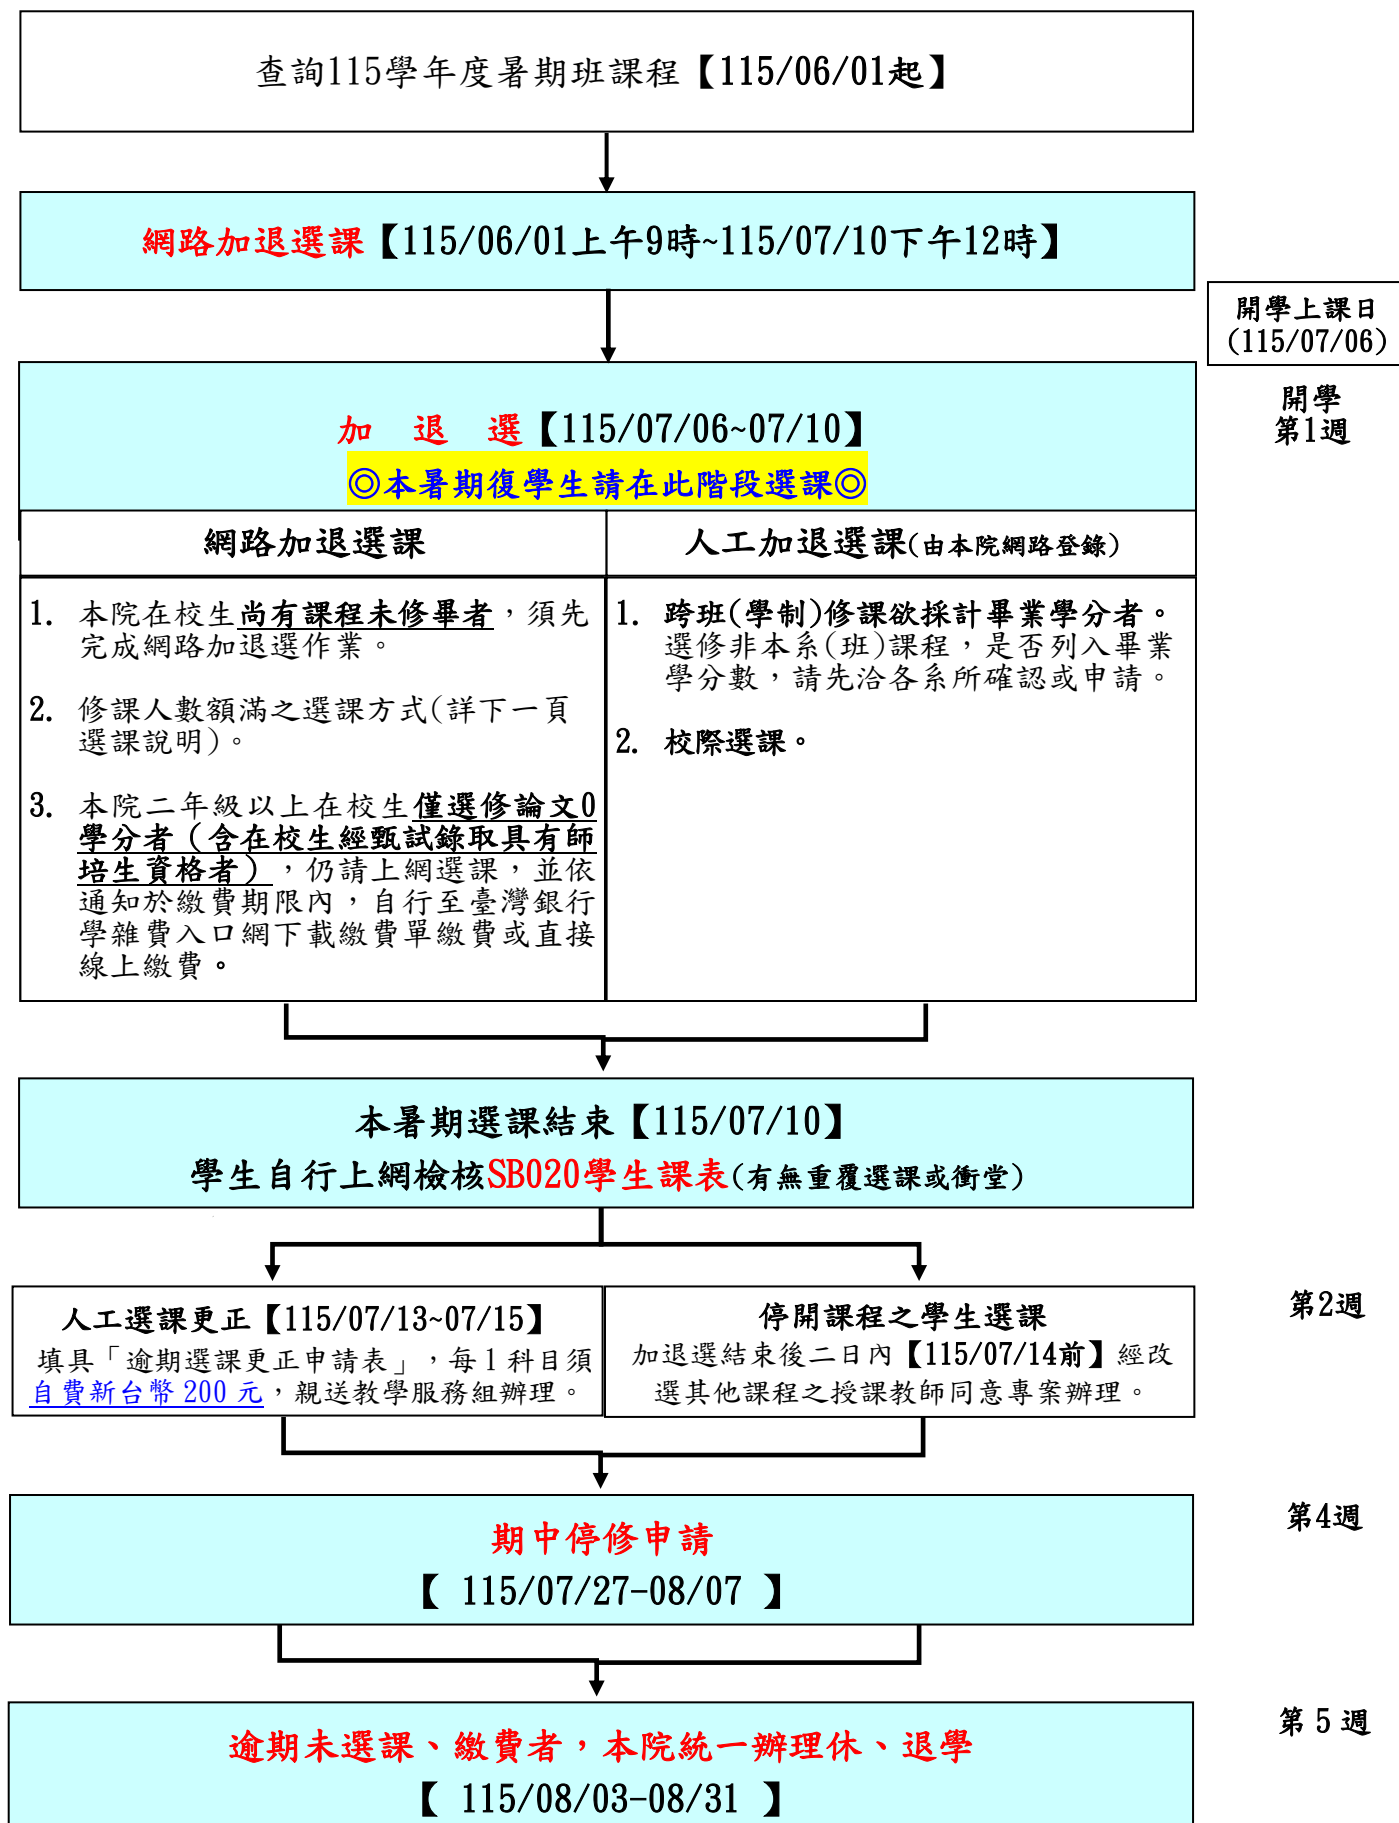 查詢115學年度暑期班課程【115/06/01起】
網路加退選課【115/06/01上午9時~115/07/10下午12時】
開學上課日
(115/07/06)
開學
第1週
加　退　選【115/07/06~07/10】
◎本暑期復學生請在此階段選課◎
網路加退選課
1. 本院在校生尚有課程未修畢者，須先
完成網路加退選作業。
2. 修課人數額滿之選課方式(詳下一頁
選課說明)。
3. 本院二年級以上在校生僅選修論文0
學分者（含在校生經甄試錄取具有師
培生資格者），仍請上網選課，並依
通知於繳費期限內，自行至臺灣銀行
學雜費入口網下載繳費單繳費或直接
線上繳費。
人工加退選課(由本院網路登錄)
1. 跨班(學制)修課欲採計畢業學分者。
選修非本系(班)課程，是否列入畢業
學分數，請先洽各系所確認或申請。
2. 校際選課。
本暑期選課結束【115/07/10】
學生自行上網檢核SB020學生課表(有無重覆選課或衝堂)
第2週
人工選課更正【115/07/13~07/15】
填具「逾期選課更正申請表」，每1科目須
自費新台幣 200 元，親送教學服務組辦理。
停開課程之學生選課
加退選結束後二日內【115/07/14前】經改
選其他課程之授課教師同意專案辦理。
第4週
期中停修申請
【 115/07/27-08/07 】
第 5 週
逾期未選課、繳費者，本院統一辦理休、退學
【 115/08/03-08/31 】